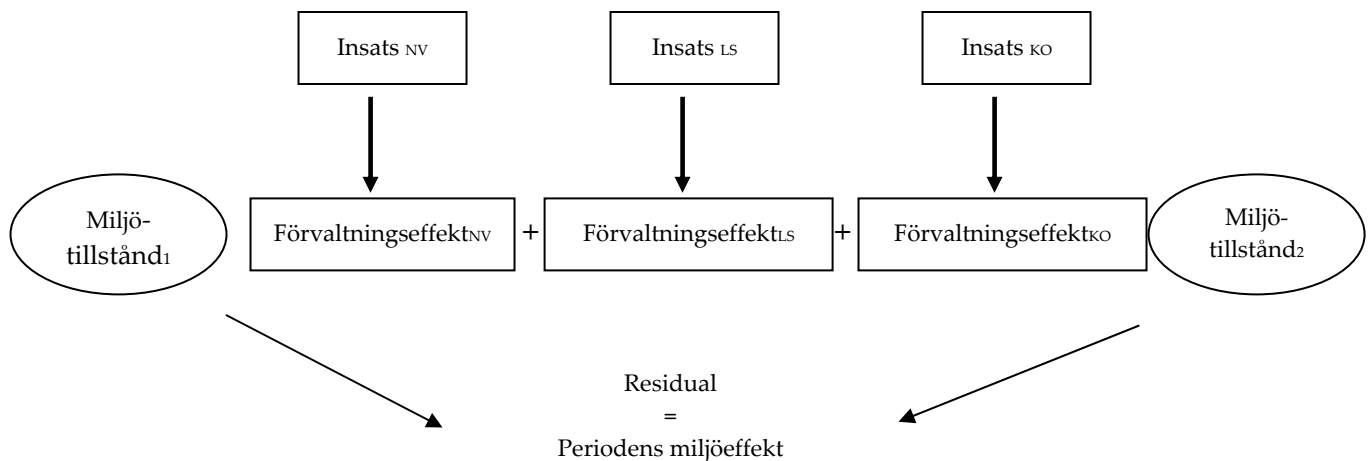 Insats NV
Insats LS
Insats KO
Miljö-
tillstånd1
FörvaltningseffektNV
+
FörvaltningseffektLS
+
FörvaltningseffektKO
Miljö-
tillstånd2
Residual
=
Periodens miljöeffekt